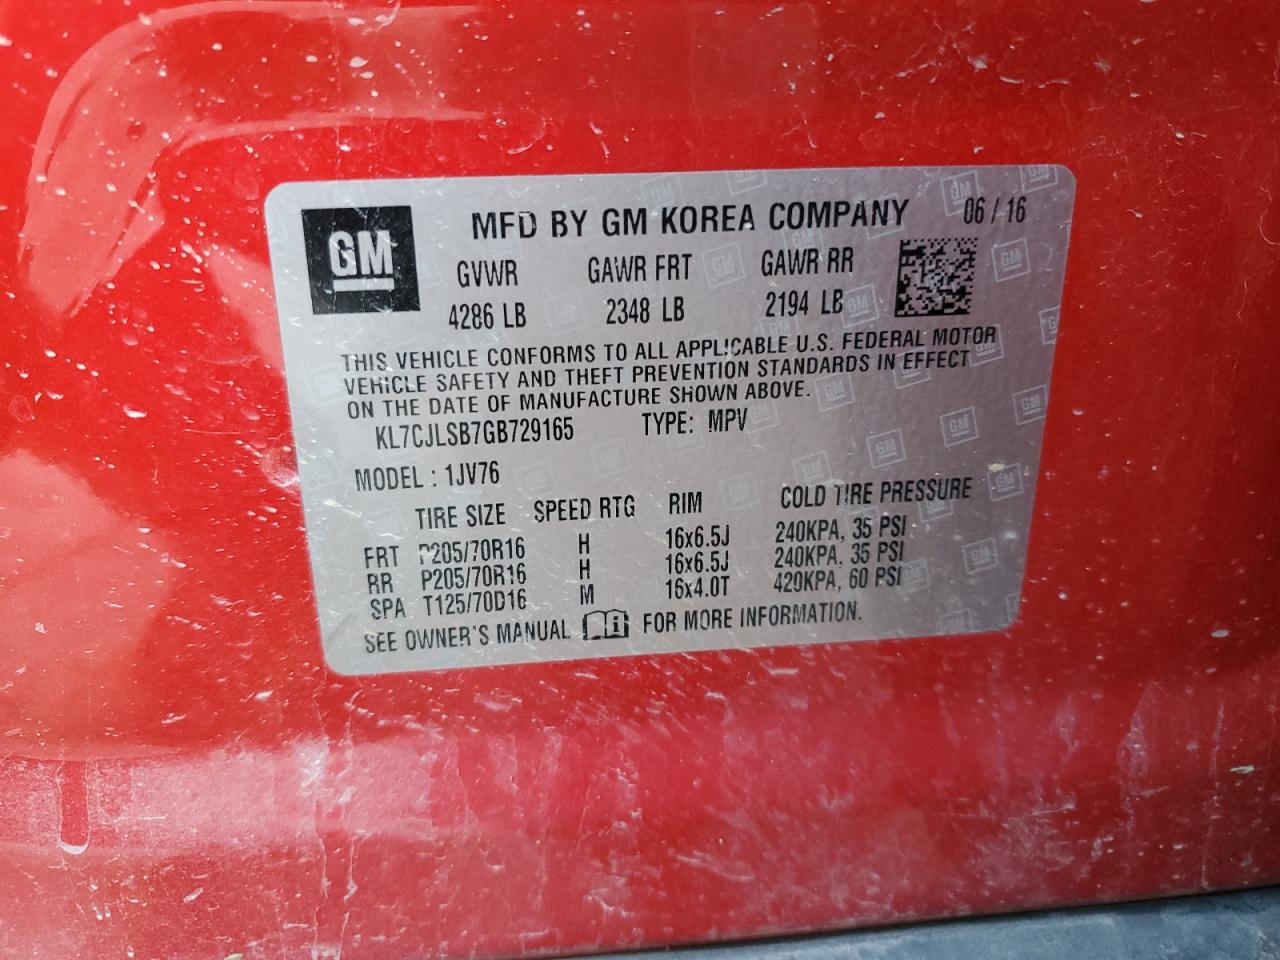 GM
MFD BY GM KOREA COMPANY 06 / 16
GVWR GAWR FRT GAWR RR
4286 LB 2348 LB 2194 LB
THIS VEHICLE CONFORMS TO ALL APPLICABLE U.S. FEDERAL MOTOR
VEHICLE SAFETY AND THEFT PREVENTION STANDARDS IN EFFECT
ON THE DATE OF MANUFACTURE SHOWN ABOVE.
KL7CJLSB7GB729165 TYPE: MPV
MODEL : 1JV76
TIRE SIZE SPEED RTG RIM COLD TIRE PRESSURE
FRT P205/70R16 H 16x6.5J 240KPA, 35 PSI
RR P205/70R16 H 16x6.5J 240KPA, 35 PSI
SPA T125/70D16 M 16x4.0T 420KPA, 60 PSI
SEE OWNER'S MANUAL i FOR MORE INFORMATION.